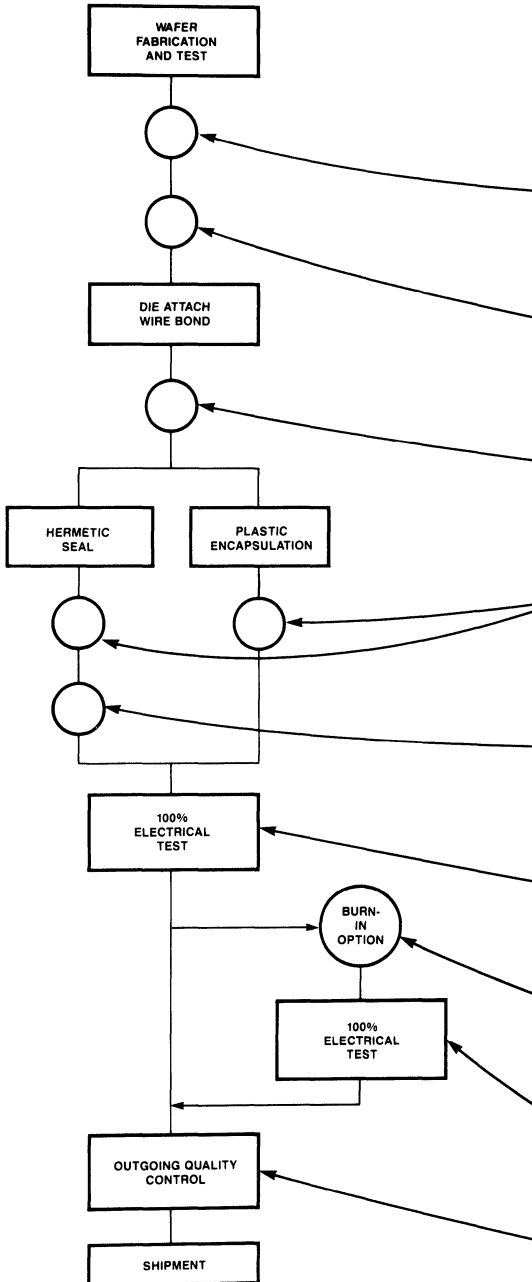 WAFER
FABRICATION
AND TEST
DIE ATTACH
WIRE BOND
HERMETIC
SEAL
PLASTIC
ENCAPSULATION
100%
ELECTRICAL
TEST
BURN-
IN
OPTION
100%
ELECTRICAL
TEST
OUTGOING QUALITY
CONTROL
SHIPMENT